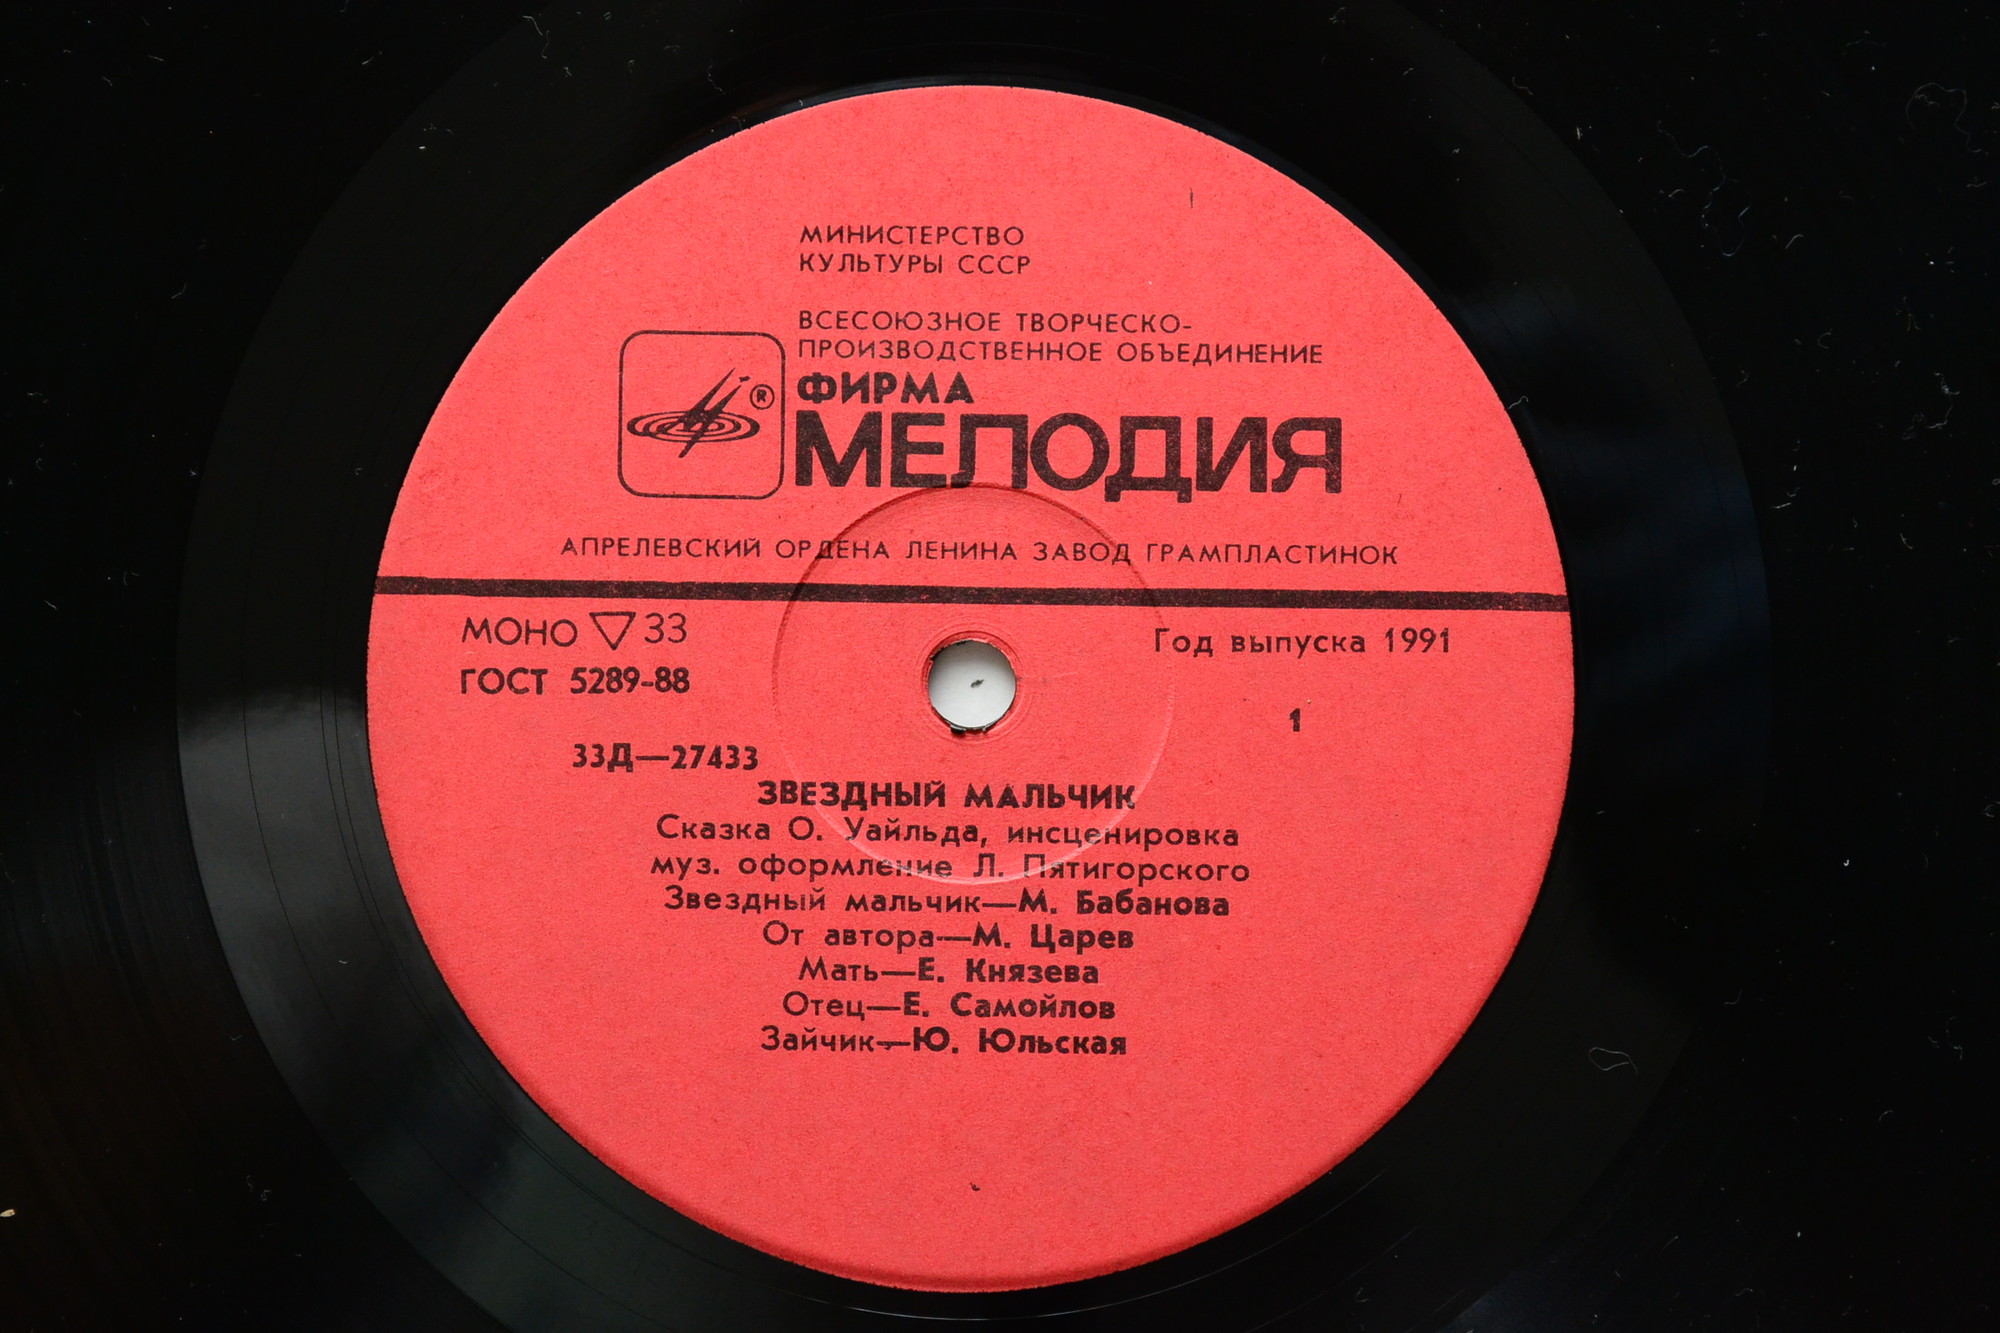 МИНИСТЕРСТВО
КУЛЬТУРЫ СССР
ВСЕСОЮЗНОЕ ТВОРЧЕСКО-
ПРОИЗВОДСТВЕННОЕ ОБЪЕДИНЕНИЕ
ФИРМА
®
МЕЛОДИЯ
АПРЕЛЕВСКИЙ ОРДЕНА ЛЕНИНА ЗАВОД ГРАМПЛАСТИНОК
МОНО ▽ 33
Год выпуска 1991
ГОСТ 5289-88
1
33Д—27433
ЗВЕЗДНЫЙ МАЛЬЧИК
Сказка О. Уайльда, инсценировка
муз. оформление Л. Пятигорского
Звездный мальчик—М. Бабанова
От автора—М. Царев
Мать—Е. Князева
Отец—Е. Самойлов
Зайчик—Ю. Юльская